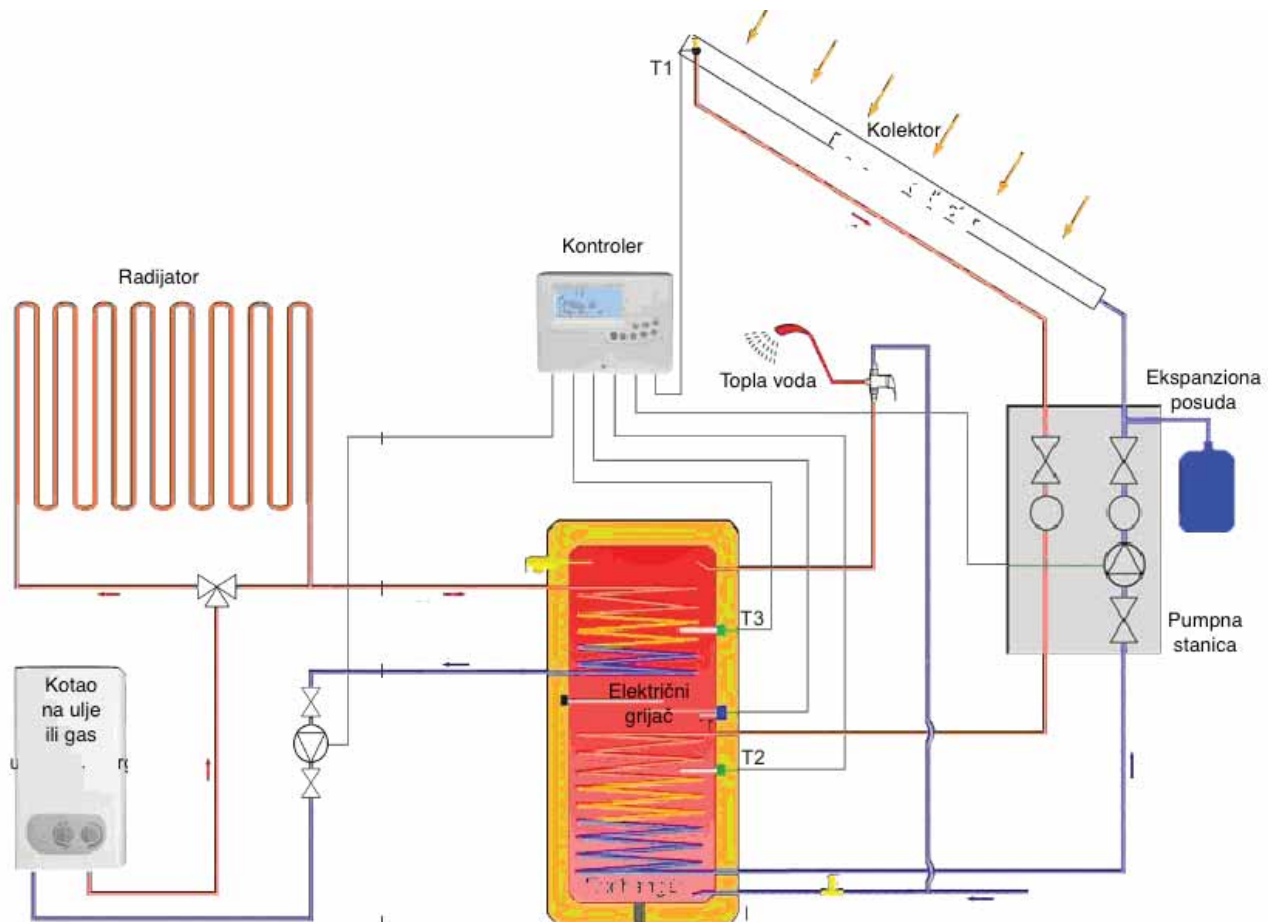 T1
Kolektor
Kontroler
Radijator
Topla voda
Ekspanziona
posuda
T3
Pumpna
stanica
Kotao
na ulje
ili gas
Električni
grijač
T2